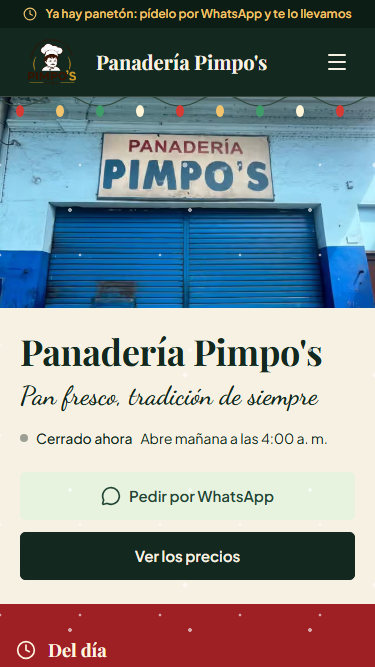 Ya hay panetón: pídelo por WhatsApp y te lo llevamos
Panadería Pimpo's
PANADERÍA
PIMPO'S
Panadería Pimpo's
Pan fresco, tradición de siempre
Cerrado ahora Abre mañana a las 4:00 a. m.
Pedir por WhatsApp
Ver los precios
Del día